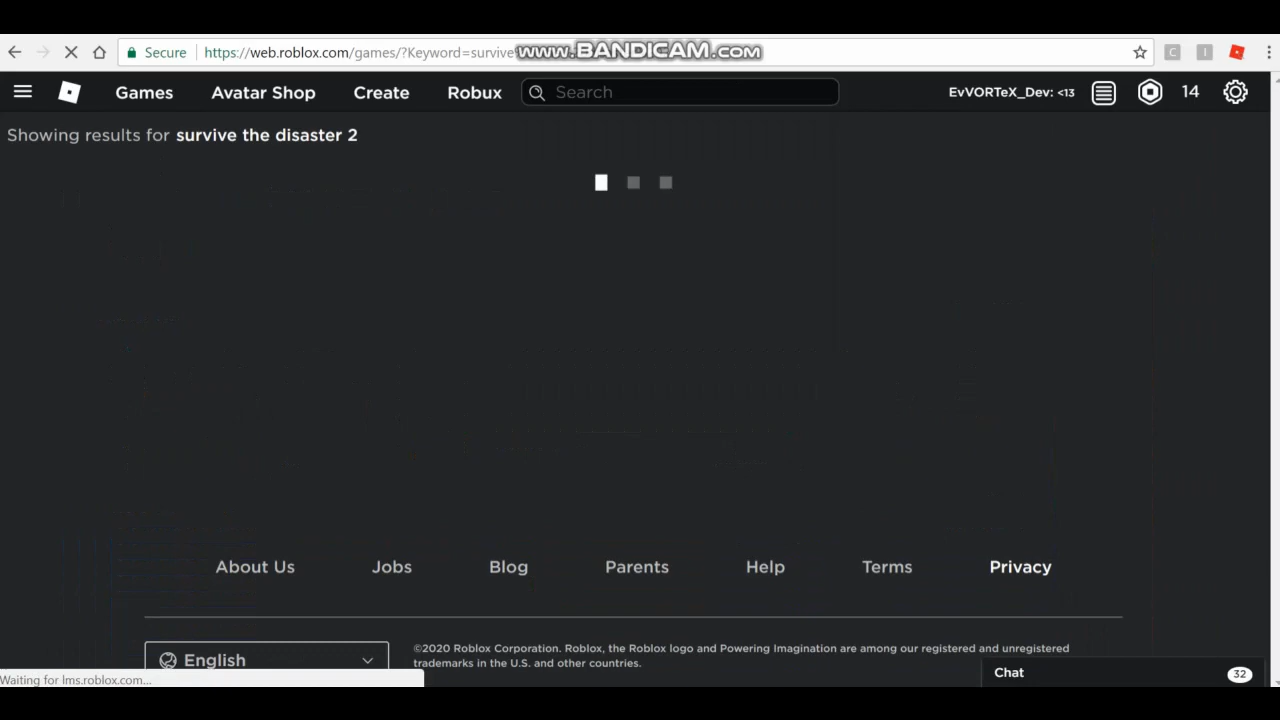 Secure https://web.roblox.com/games/?Keyword=survive
www.BANDICAM.com
Games Avatar Shop Create Robux Search EvVORTeX_Dev: <13 14
Showing results for survive the disaster 2
About Us Jobs Blog Parents Help Terms Privacy
English
©2020 Roblox Corporation. Roblox, the Roblox logo and Powering Imagination are among our registered and unregistered
trademarks in the U.S. and other countries.
Chat 32
Waiting for lms.roblox.com...